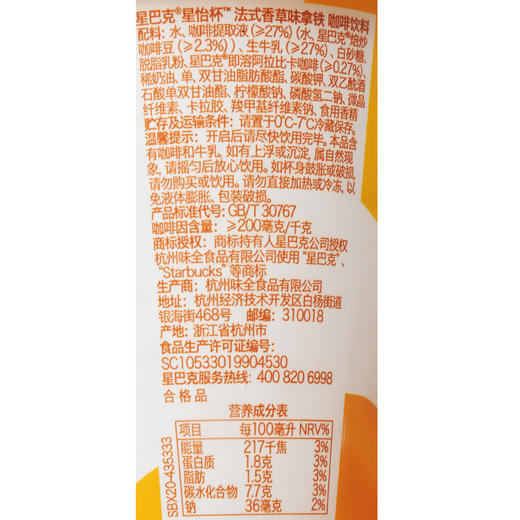 星巴克®星怡杯™ 法式香草味拿铁 咖啡饮料
配料：水、咖啡提取液（≥27%）（水、星巴克®焙炒
咖啡豆（≥2.3%））、生牛乳（≥27%）、白砂糖、
脱脂乳粉、星巴克®即溶阿拉比卡咖啡（≥0.27%）、
稀奶油、单，双甘油脂肪酸酯、碳酸钾、双乙酰酒
石酸单双甘油酯、柠檬酸钠、磷酸氢二钠、微晶
纤维素、卡拉胶、羧甲基纤维素钠、食用香精
贮存及运输条件：请置于0℃-7℃冷藏保存。
温馨提示：开启后请尽快饮用完毕。本品含
有咖啡和牛乳，如有上浮或沉淀，属自然现
象，请摇匀后放心饮用。如杯身鼓胀或破损，
请勿购买或饮用。请勿直接加热或冷冻，以
免液体膨胀、包装破损。
产品标准代号：GB/T 30767
咖啡因含量：≥200毫克/千克
商标授权：商标持有人星巴克公司授权
杭州味全食品有限公司使用“星巴克”、
“Starbucks”等商标
生产商：杭州味全食品有限公司
地址：杭州经济技术开发区白杨街道
银海街468号 邮编：310018
产地：浙江省杭州市
食品生产许可证编号：
SC10533019904530
星巴克服务热线：400 820 6998
合格品
营养成分表
项目 每100毫升 NRV%
能量 217千焦 3%
蛋白质 1.8克 3%
脂肪 1.5克 3%
碳水化合物 7.7克 3%
钠 36毫克 2%
SBX20-435333